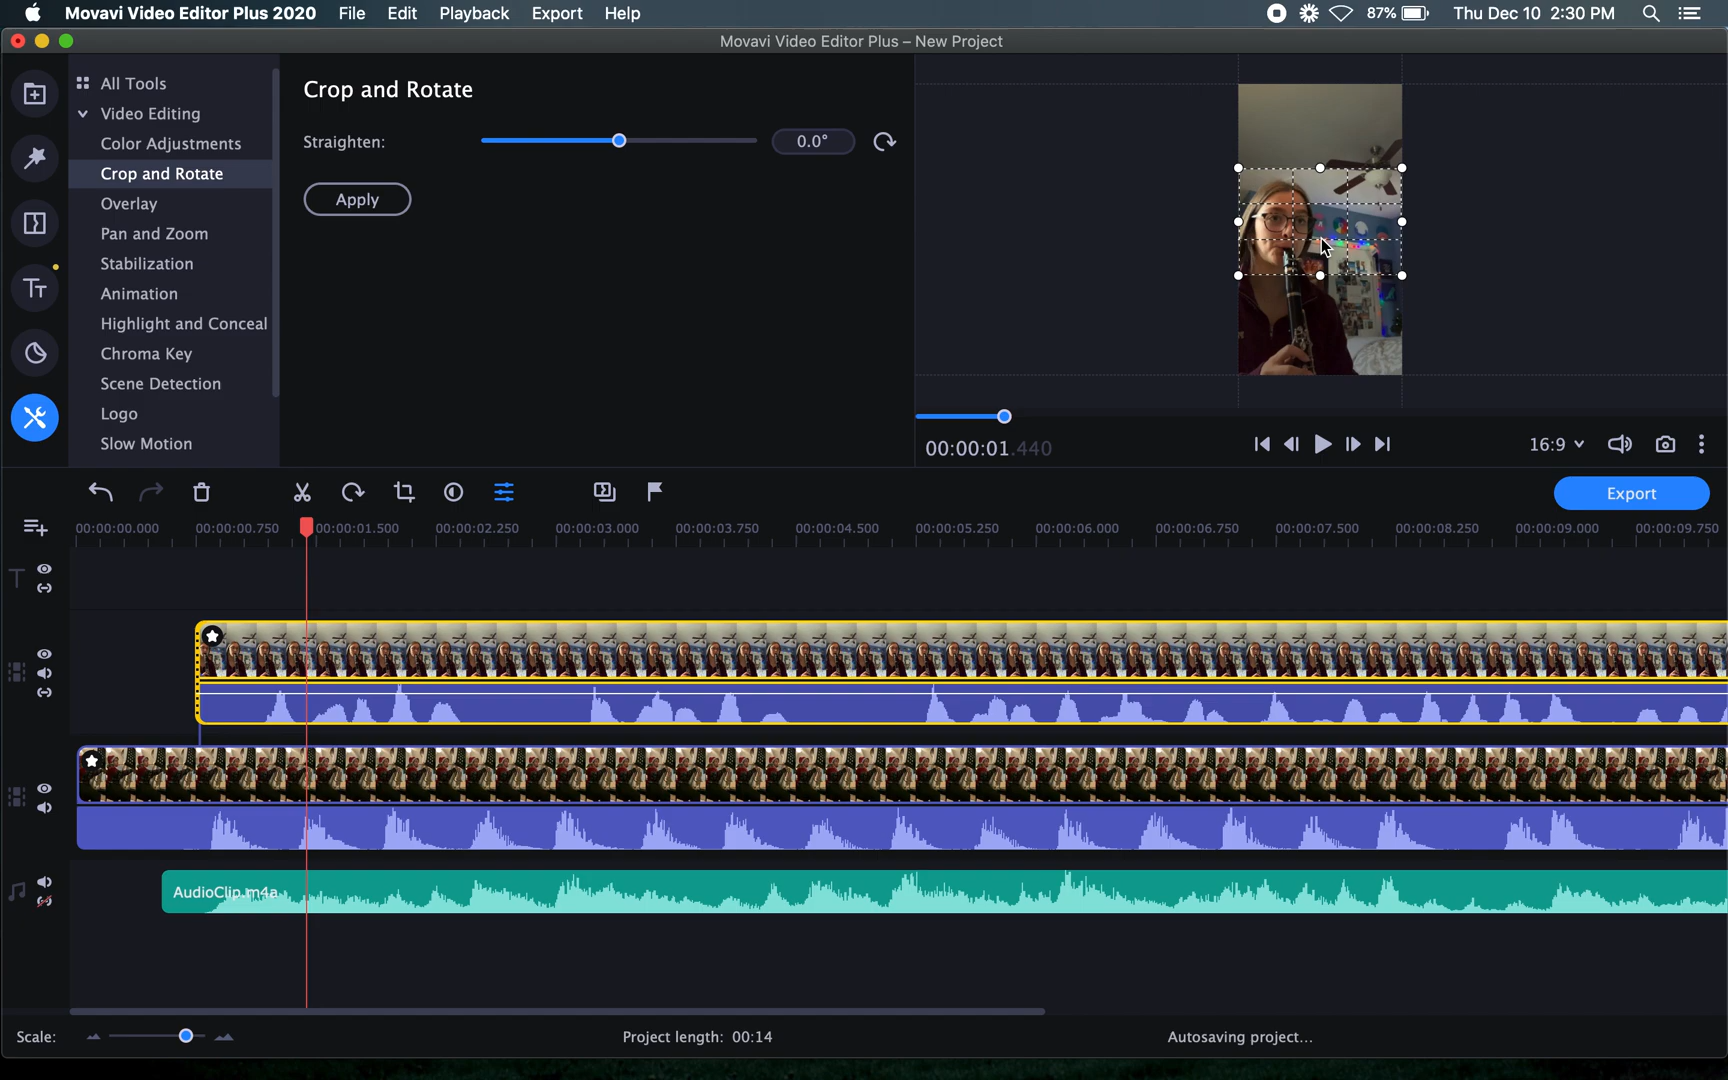 Movavi Video Editor Plus 2020 File Edit Playback Export Help 87% Thu Dec 10 2:30 PM
Movavi Video Editor Plus – New Project
All Tools
Video Editing
Color Adjustments
Crop and Rotate
Overlay
Pan and Zoom
Stabilization
Animation
Highlight and Conceal
Chroma Key
Scene Detection
Logo
Slow Motion
Crop and Rotate
Straighten: 0.0°
Apply
00:00:01.440
16:9
Export
00:00:00.000 00:00:00.750 00:00:01.500 00:00:02.250 00:00:03.000 00:00:03.750 00:00:04.500 00:00:05.250 00:00:06.000 00:00:06.750 00:00:07.500 00:00:08.250 00:00:09.000 00:00:09.750
AudioClip.m4a
Scale: Project length: 00:14 Autosaving project...